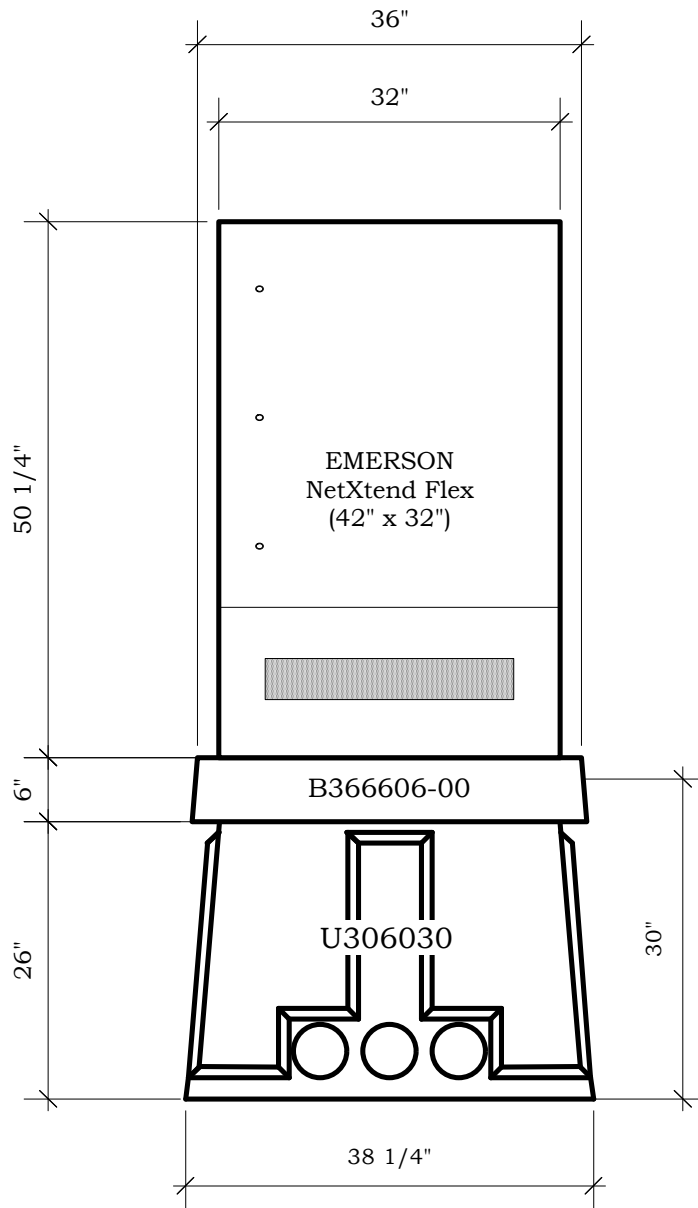 36"
32"
50 1/4"
EMERSON
NetXtend Flex
(42" x 32")
6"
B366606-00
26"
U306030
30"
38 1/4"